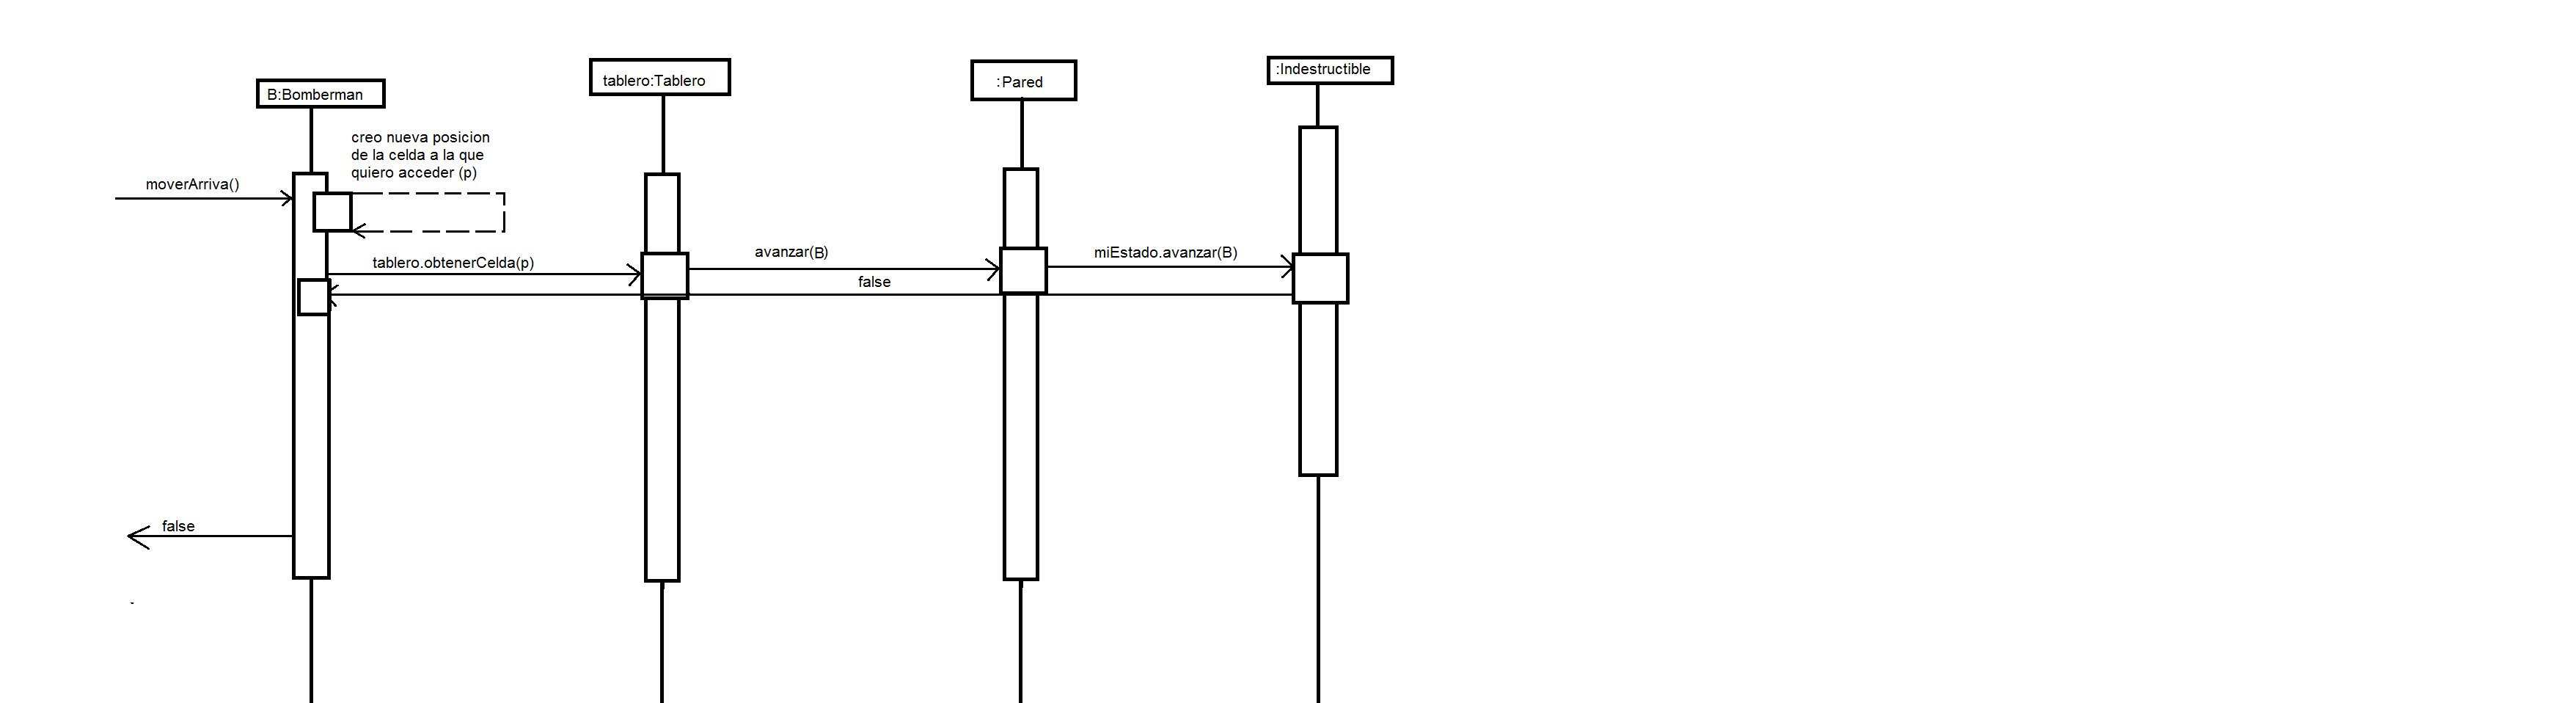 B:Bomberman
tablero:Tablero
:Pared
:Indestructible
creo nueva posicion
de la celda a la que
quiero acceder (p)
moverArriva()
tablero.obtenerCelda(p)
avanzar(B)
miEstado.avanzar(B)
false
false